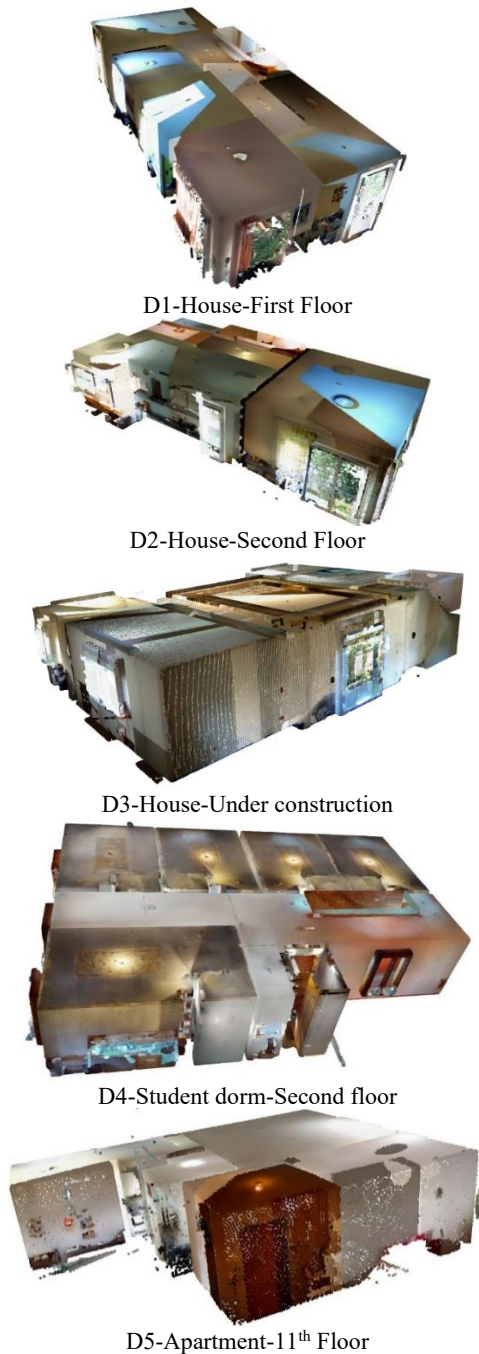 D1-House-First Floor
D2-House-Second Floor
D3-House-Under construction
D4-Student dorm-Second floor
D5-Apartment-11th Floor